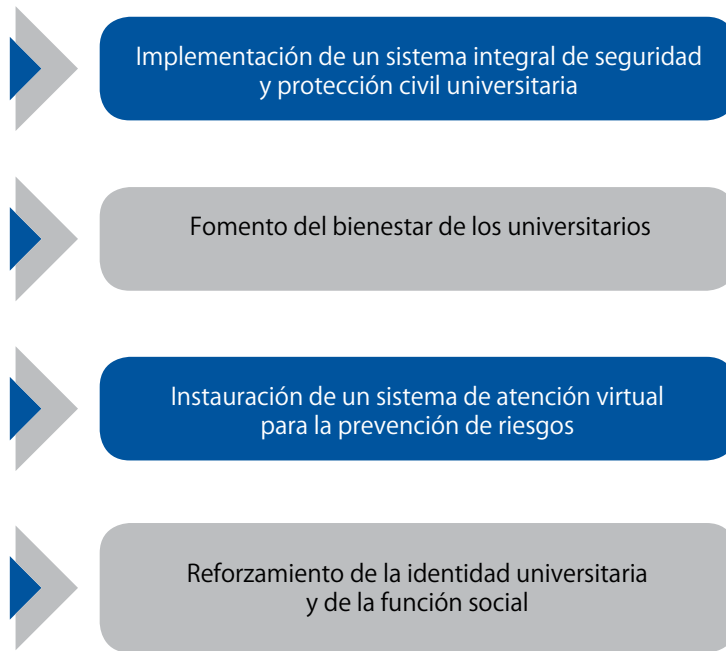 Implementación de un sistema integral de seguridad
y protección civil universitaria
Fomento del bienestar de los universitarios
Instauración de un sistema de atención virtual
para la prevención de riesgos
Reforzamiento de la identidad universitaria
y de la función social